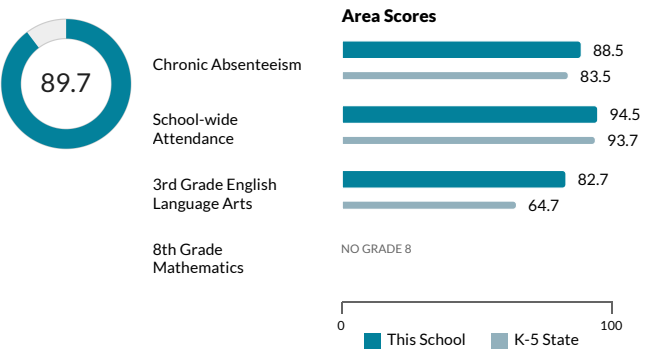 Area Scores
89.7
Chronic Absenteeism
88.5
83.5
School-wide
Attendance
94.5
93.7
3rd Grade English
Language Arts
82.7
64.7
8th Grade
Mathematics
NO GRADE 8
0
100
This School
K-5 State